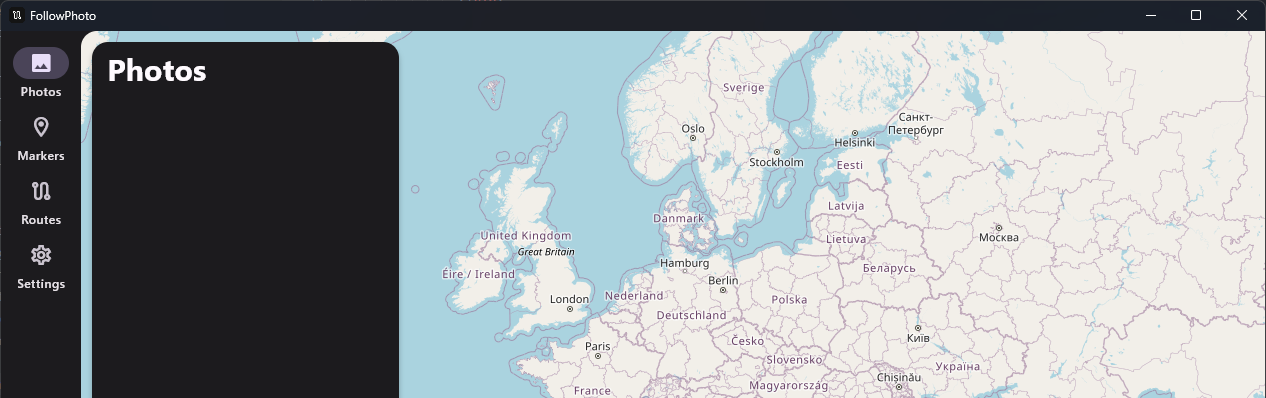 FollowPhoto
Photos
Photos
Markers
Routes
Settings
Sverige
Oslo
Stockholm
Helsinki
Санкт-
Петербург
Eesti
Latvija
Lietuva
Москва
Беларусь
Danmark
United Kingdom
Great Britain
Éire / Ireland
London
Hamburg
Berlin
Nederland
Deutschland
Polska
Paris
Česko
Slovensko
Київ
Україна
France
Magyarország
Chișinău